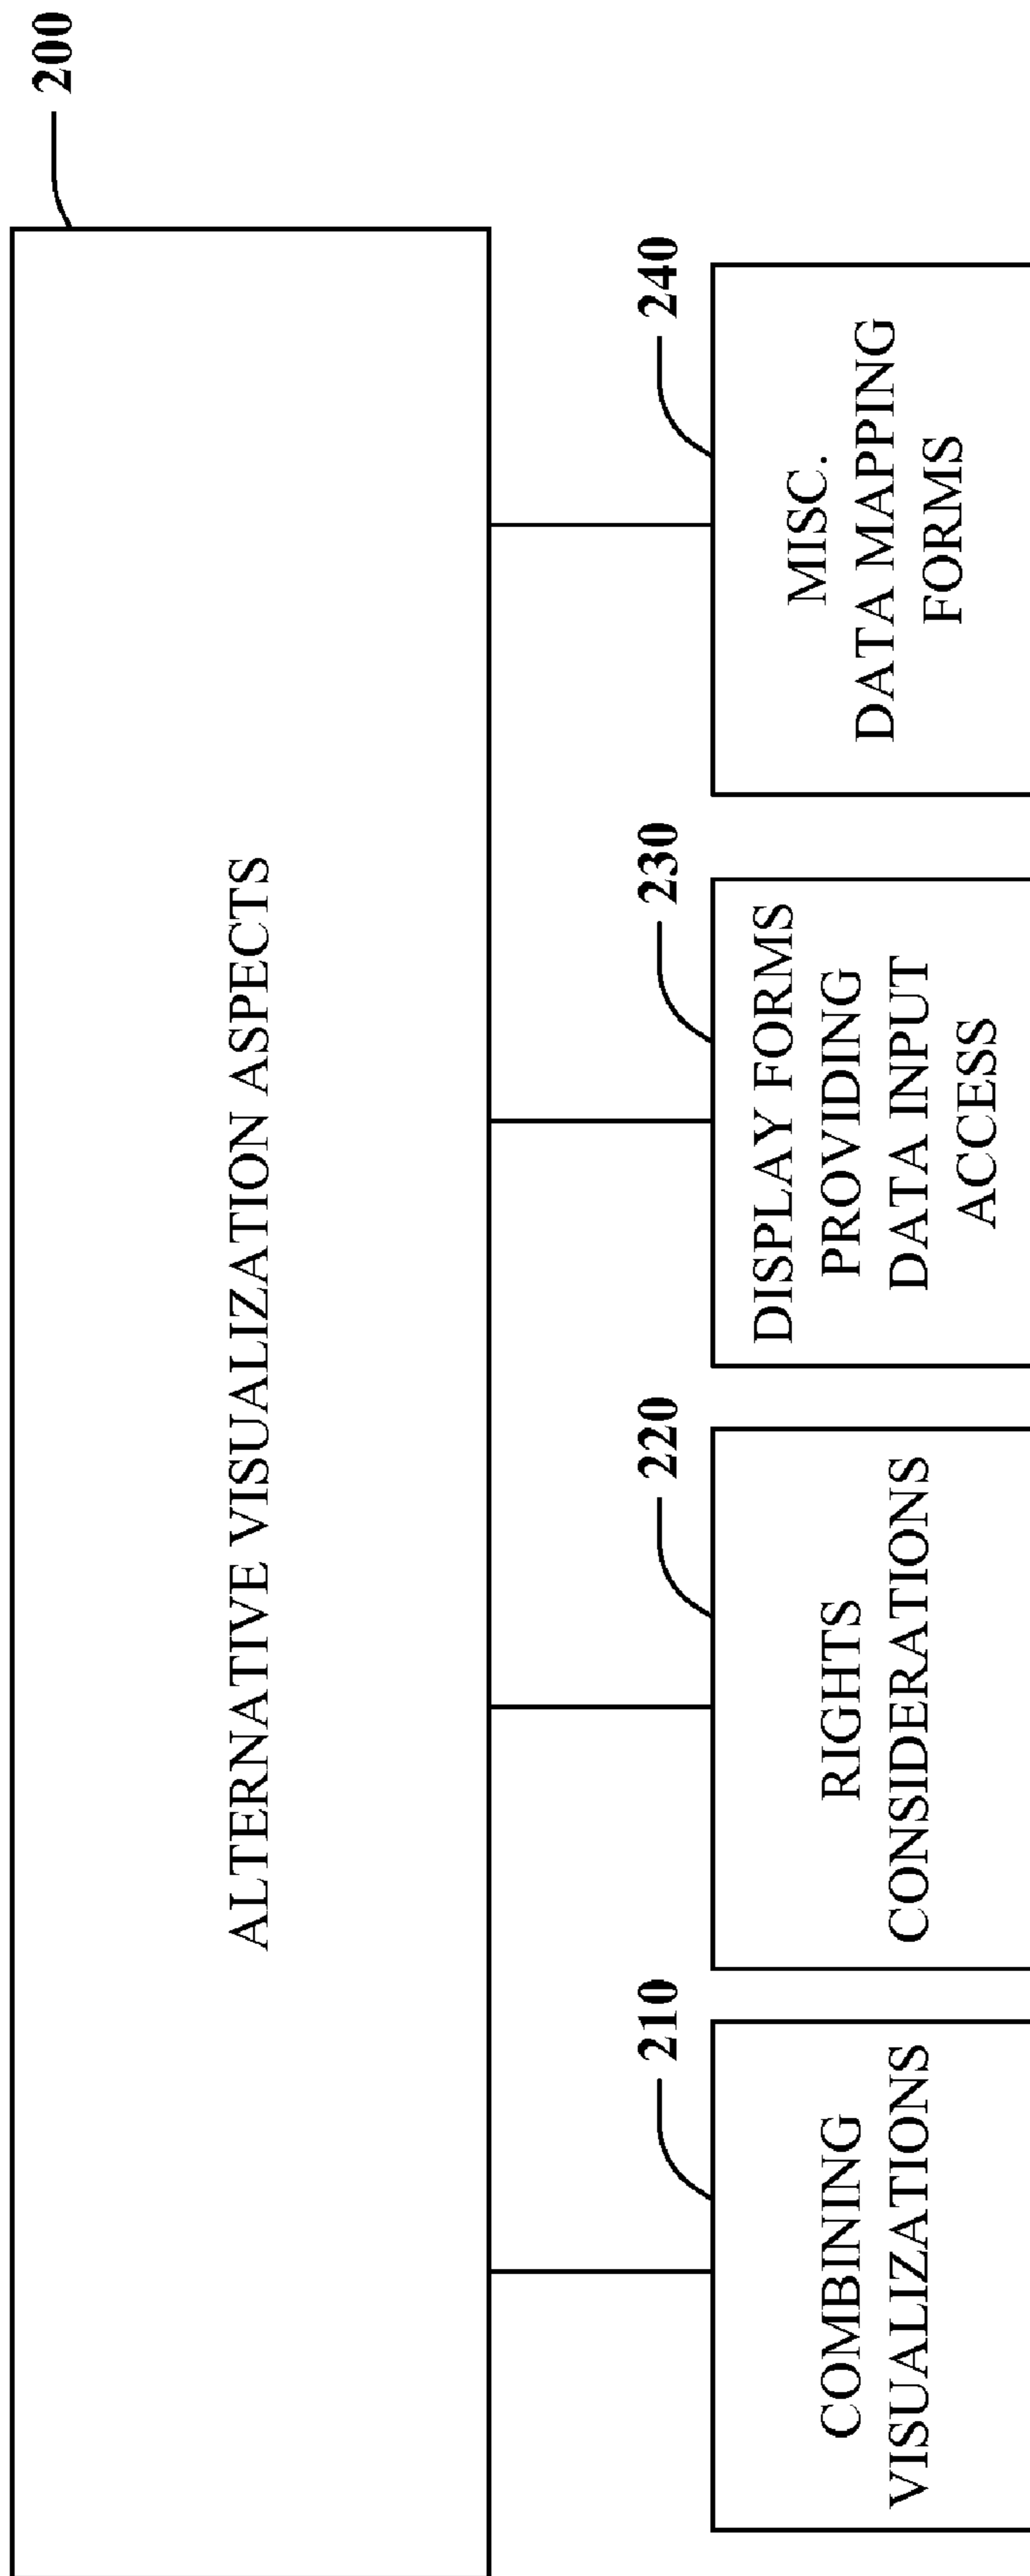 200
ALTERNATIVE VISUALIZATION ASPECTS
210
COMBINING
VISUALIZATIONS
220
RIGHTS
CONSIDERATIONS
230
DISPLAY FORMS
PROVIDING
DATA INPUT
ACCESS
240
MISC.
DATA MAPPING
FORMS